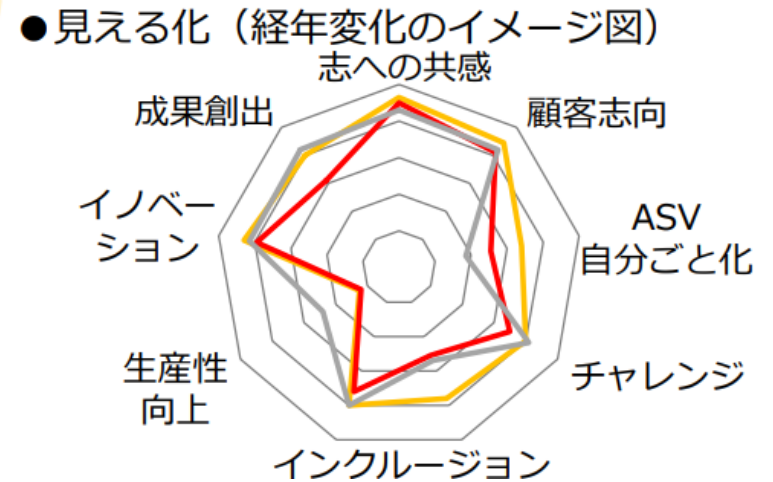 ●見える化（経年変化のイメージ図）
志への共感
成果創出
顧客志向
イノベー
ション
ASV
自分ごと化
生産性
向上
チャレンジ
インクルージョン